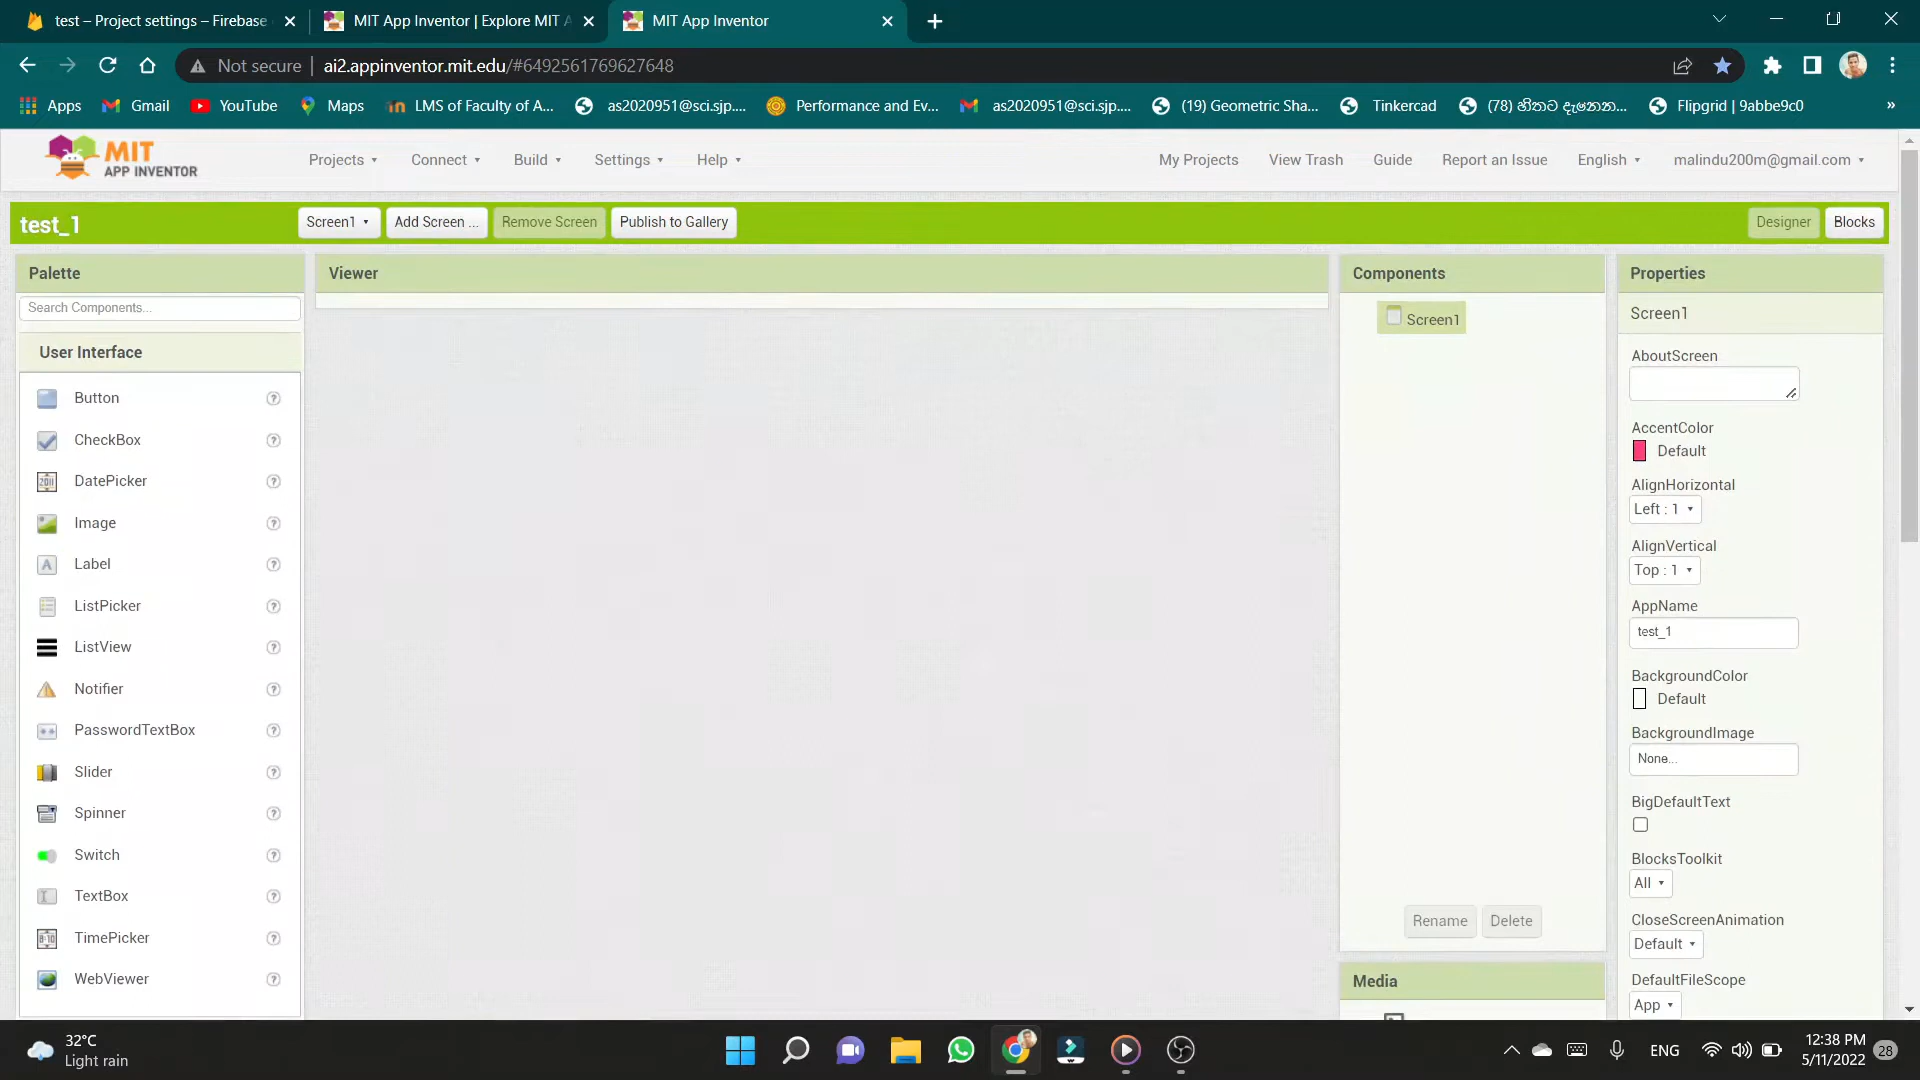 test – Project settings – Firebase
MIT App Inventor | Explore MIT A
MIT App Inventor
Not secure
ai2.appinventor.mit.edu/#6492561769627648
Apps
Gmail
YouTube
Maps
LMS of Faculty of A...
as2020951@sci.sjp....
Performance and Ev...
as2020951@sci.sjp....
(19) Geometric Sha...
Tinkercad
(78) හිතට දැනෙන...
Flipgrid | 9abbe9c0
»
MIT
APP INVENTOR
Projects
Connect
Build
Settings
Help
My Projects
View Trash
Guide
Report an Issue
English
malindu200m@gmail.com
test_1
Screen1
Add Screen ...
Remove Screen
Publish to Gallery
Designer
Blocks
Palette
Search Components...
User Interface
Button
?
CheckBox
?
DatePicker
?
Image
?
Label
?
ListPicker
?
ListView
?
Notifier
?
PasswordTextBox
?
Slider
?
Spinner
?
Switch
?
TextBox
?
TimePicker
?
WebViewer
?
Viewer
Components
Screen1
Rename
Delete
Media
Properties
Screen1
AboutScreen
AccentColor
Default
AlignHorizontal
Left : 1
AlignVertical
Top : 1
AppName
test_1
BackgroundColor
Default
BackgroundImage
None...
BigDefaultText
BlocksToolkit
All
CloseScreenAnimation
Default
DefaultFileScope
App
32°C
Light rain
ENG
12:38 PM
5/11/2022
28